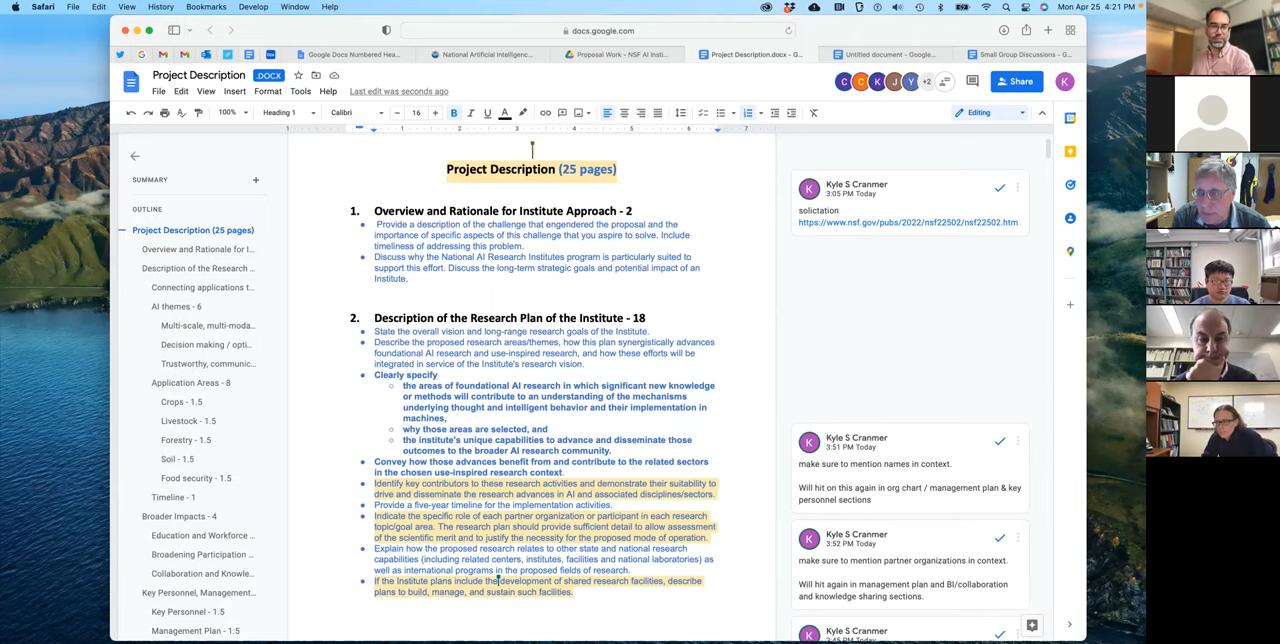 Safari File Edit View History Bookmarks Develop Window Help Mon Apr 25 4:21 PM
docs.google.com
Google Docs Numbered Hea... National Artificial Intelligenc... Proposal Work - NSF AI Insti... Project Description.docx - G... Untitled document - Google... Small Group Discussions - G...
Project Description .DOCX
File Edit View Insert Format Tools Help Last edit was seconds ago
C C K J Y +2 Share K
100% Heading 1 Calibri 16 B I U A Editing
1 1 2 3 4 5 6 7
SUMMARY
OUTLINE
Project Description (25 pages)
Overview and Rationale for I...
Description of the Research ...
Connecting applications t...
AI themes - 6
Multi-scale, multi-moda...
Decision making / opti...
Trustworthy, communic...
Application Areas - 8
Crops - 1.5
Livestock - 1.5
Forestry - 1.5
Soil - 1.5
Food security - 1.5
Timeline - 1
Broader Impacts - 4
Education and Workforce ...
Broadening Participation ...
Collaboration and Knowle...
Key Personnel, Management...
Key Personnel - 1.5
Management Plan - 1.5
Project Description (25 pages)
1. Overview and Rationale for Institute Approach - 2
● Provide a description of the challenge that engendered the proposal and the
importance of specific aspects of this challenge that you aspire to solve. Include
timeliness of addressing this problem.
● Discuss why the National AI Research Institutes program is particularly suited to
support this effort. Discuss the long-term strategic goals and potential impact of an
Institute.
2. Description of the Research Plan of the Institute - 18
● State the overall vision and long-range research goals of the Institute.
● Describe the proposed research areas/themes, how this plan synergistically advances
foundational AI research and use-inspired research, and how these efforts will be
integrated in service of the Institute's research vision.
● Clearly specify
○ the areas of foundational AI research in which significant new knowledge
or methods will contribute to an understanding of the mechanisms
underlying thought and intelligent behavior and their implementation in
machines,
○ why those areas are selected, and
○ the institute's unique capabilities to advance and disseminate those
outcomes to the broader AI research community.
● Convey how those advances benefit from and contribute to the related sectors
in the chosen use-inspired research context.
● Identify key contributors to these research activities and demonstrate their suitability to
drive and disseminate the research advances in AI and associated disciplines/sectors.
● Provide a five-year timeline for the implementation activities.
● Indicate the specific role of each partner organization or participant in each research
topic/goal area. The research plan should provide sufficient detail to allow assessment
of the scientific merit and to justify the necessity for the proposed mode of operation.
● Explain how the proposed research relates to other state and national research
capabilities (including related centers, institutes, facilities and national laboratories) as
well as international programs in the proposed fields of research.
● If the Institute plans include the development of shared research facilities, describe
plans to build, manage, and sustain such facilities.
K Kyle S Cranmer
3:05 PM Today
solictation
https://www.nsf.gov/pubs/2022/nsf22502/nsf22502.htm
K Kyle S Cranmer
3:51 PM Today
make sure to mention names in context.
Will hit on this again in org chart / management plan & key
personnel sections
K Kyle S Cranmer
3:52 PM Today
make sure to mention partner organizations in context.
Will hit again in management plan and BI/collaboration
and knowledge sharing sections.
K Kyle S Cranmer
3:45 PM Today